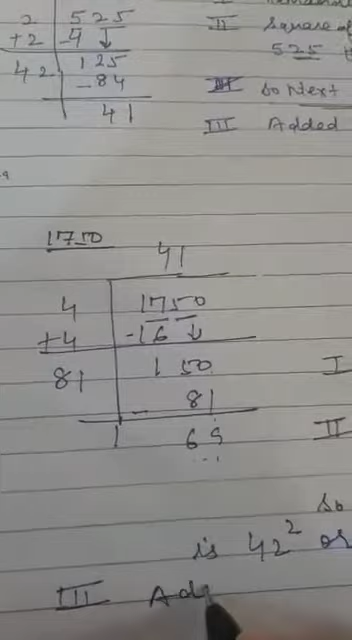 2 525
+2 -4 ↓
42 125
-84
41
II Square of
525
III So Next
III Added
1750
41
4 1750
+4 -16 ↓
81 150
81
1 69
I
II
so
is 42² or
III Add